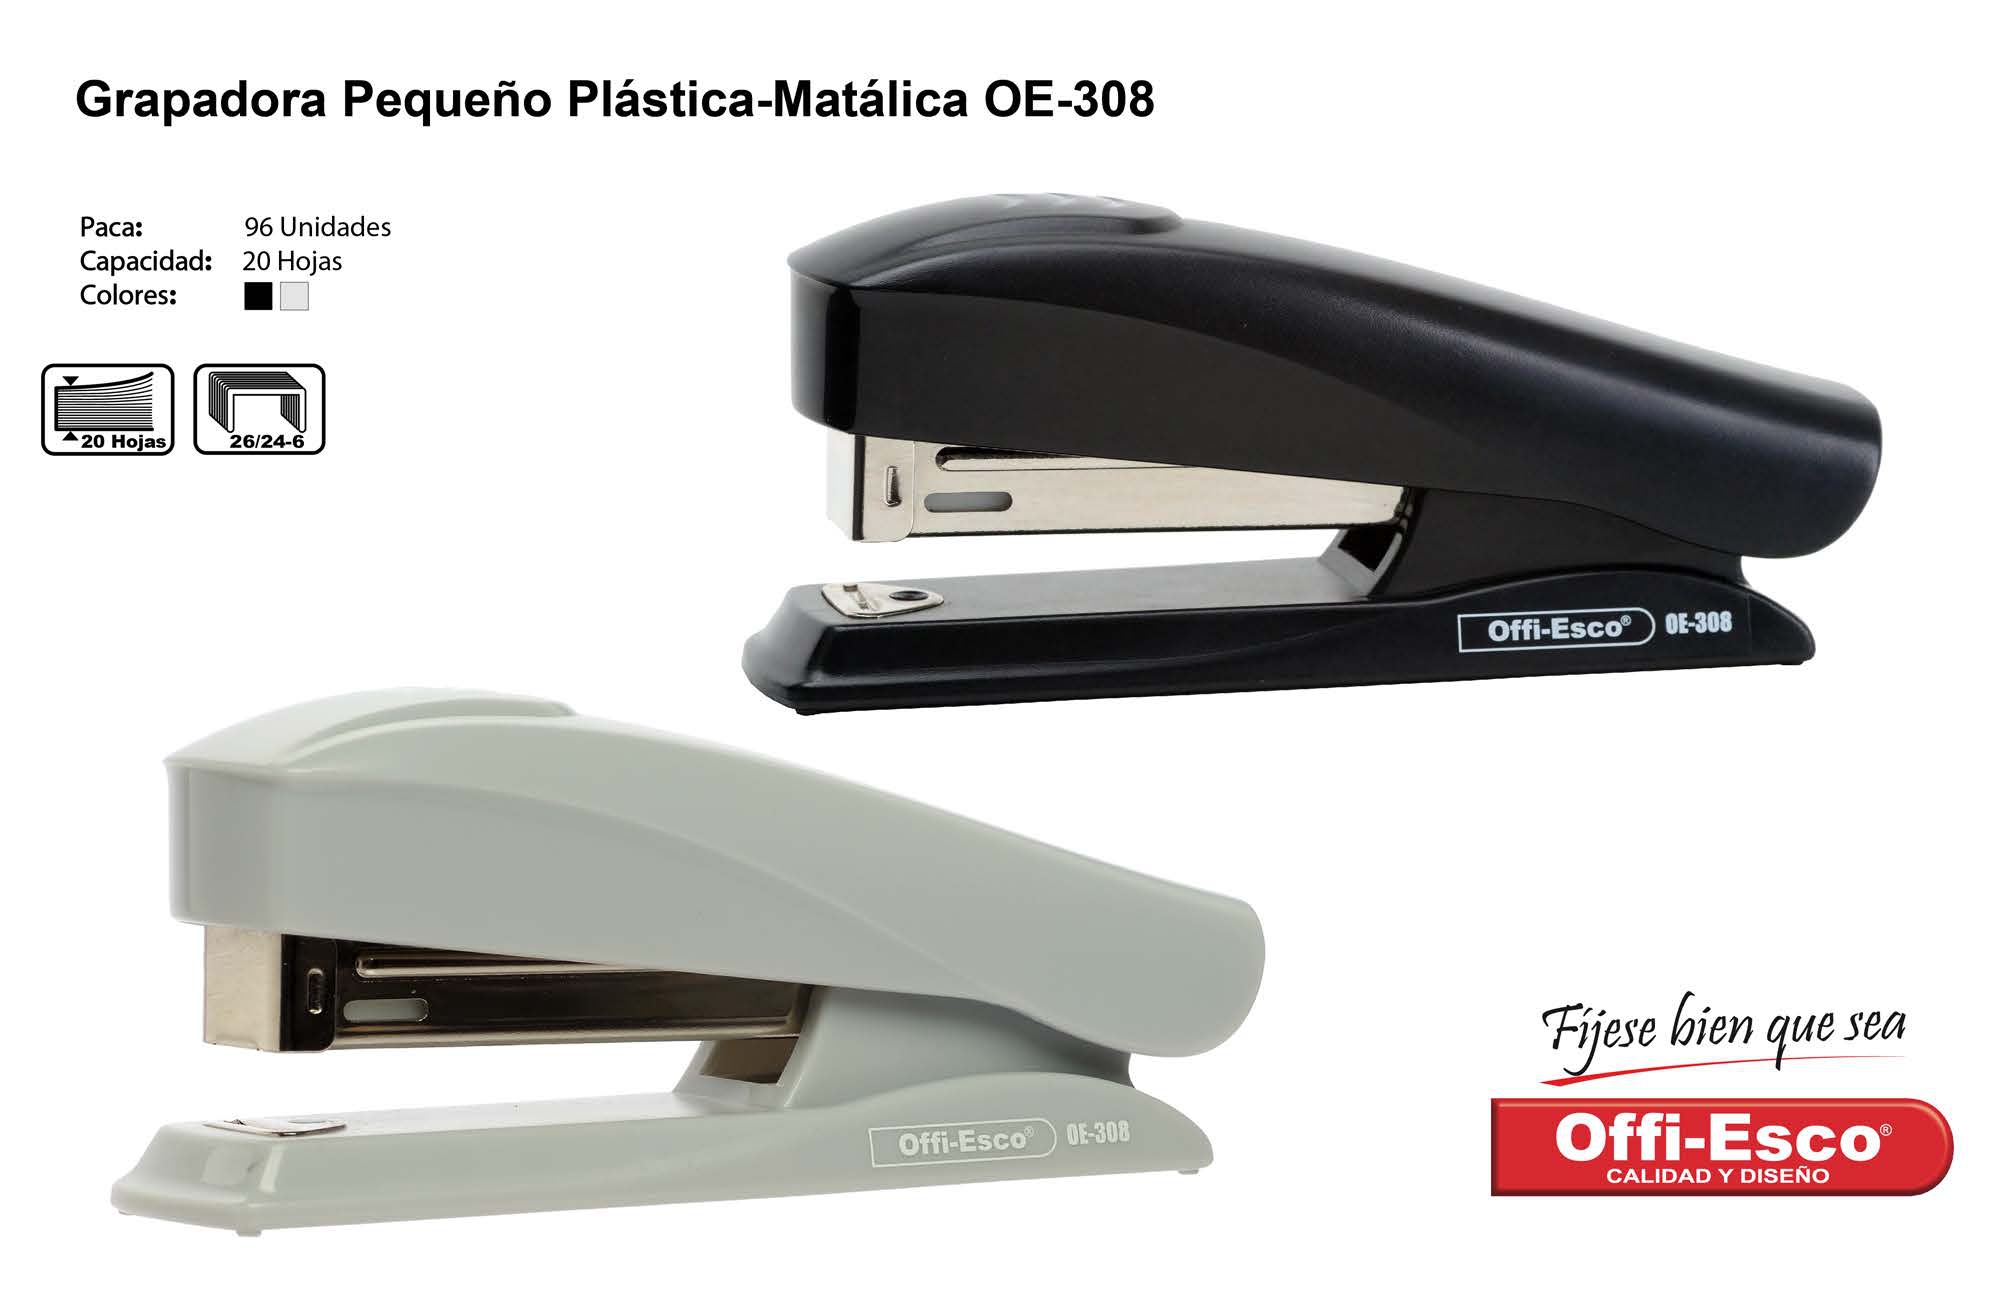 Grapadora Pequeño Plástica-Matálica OE-308
Paca: 96 Unidades
Capacidad: 20 Hojas
Colores:
20 Hojas
26/24-6
Offi-Esco® OE-308
Offi-Esco® OE-308
Fíjese bien que sea
Offi-Esco®
CALIDAD Y DISEÑO